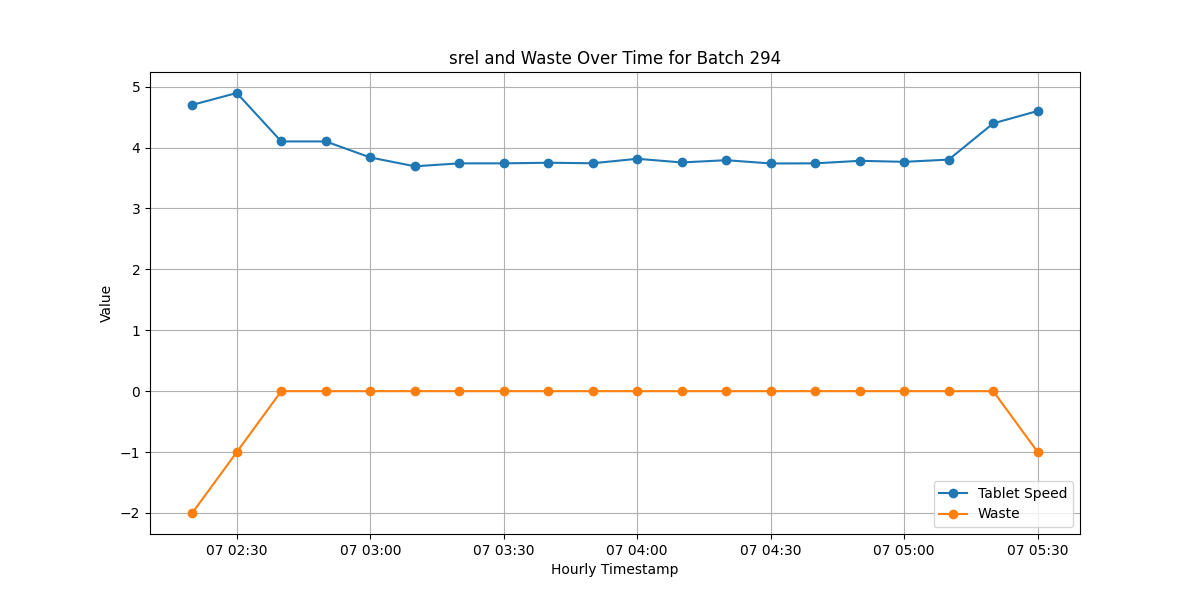 srel and Waste Over Time for Batch 294
5
4
3
2
1
0
−1
−2
Value
07 02:30 07 03:00 07 03:30 07 04:00 07 04:30 07 05:00 07 05:30
Hourly Timestamp
Tablet Speed
Waste